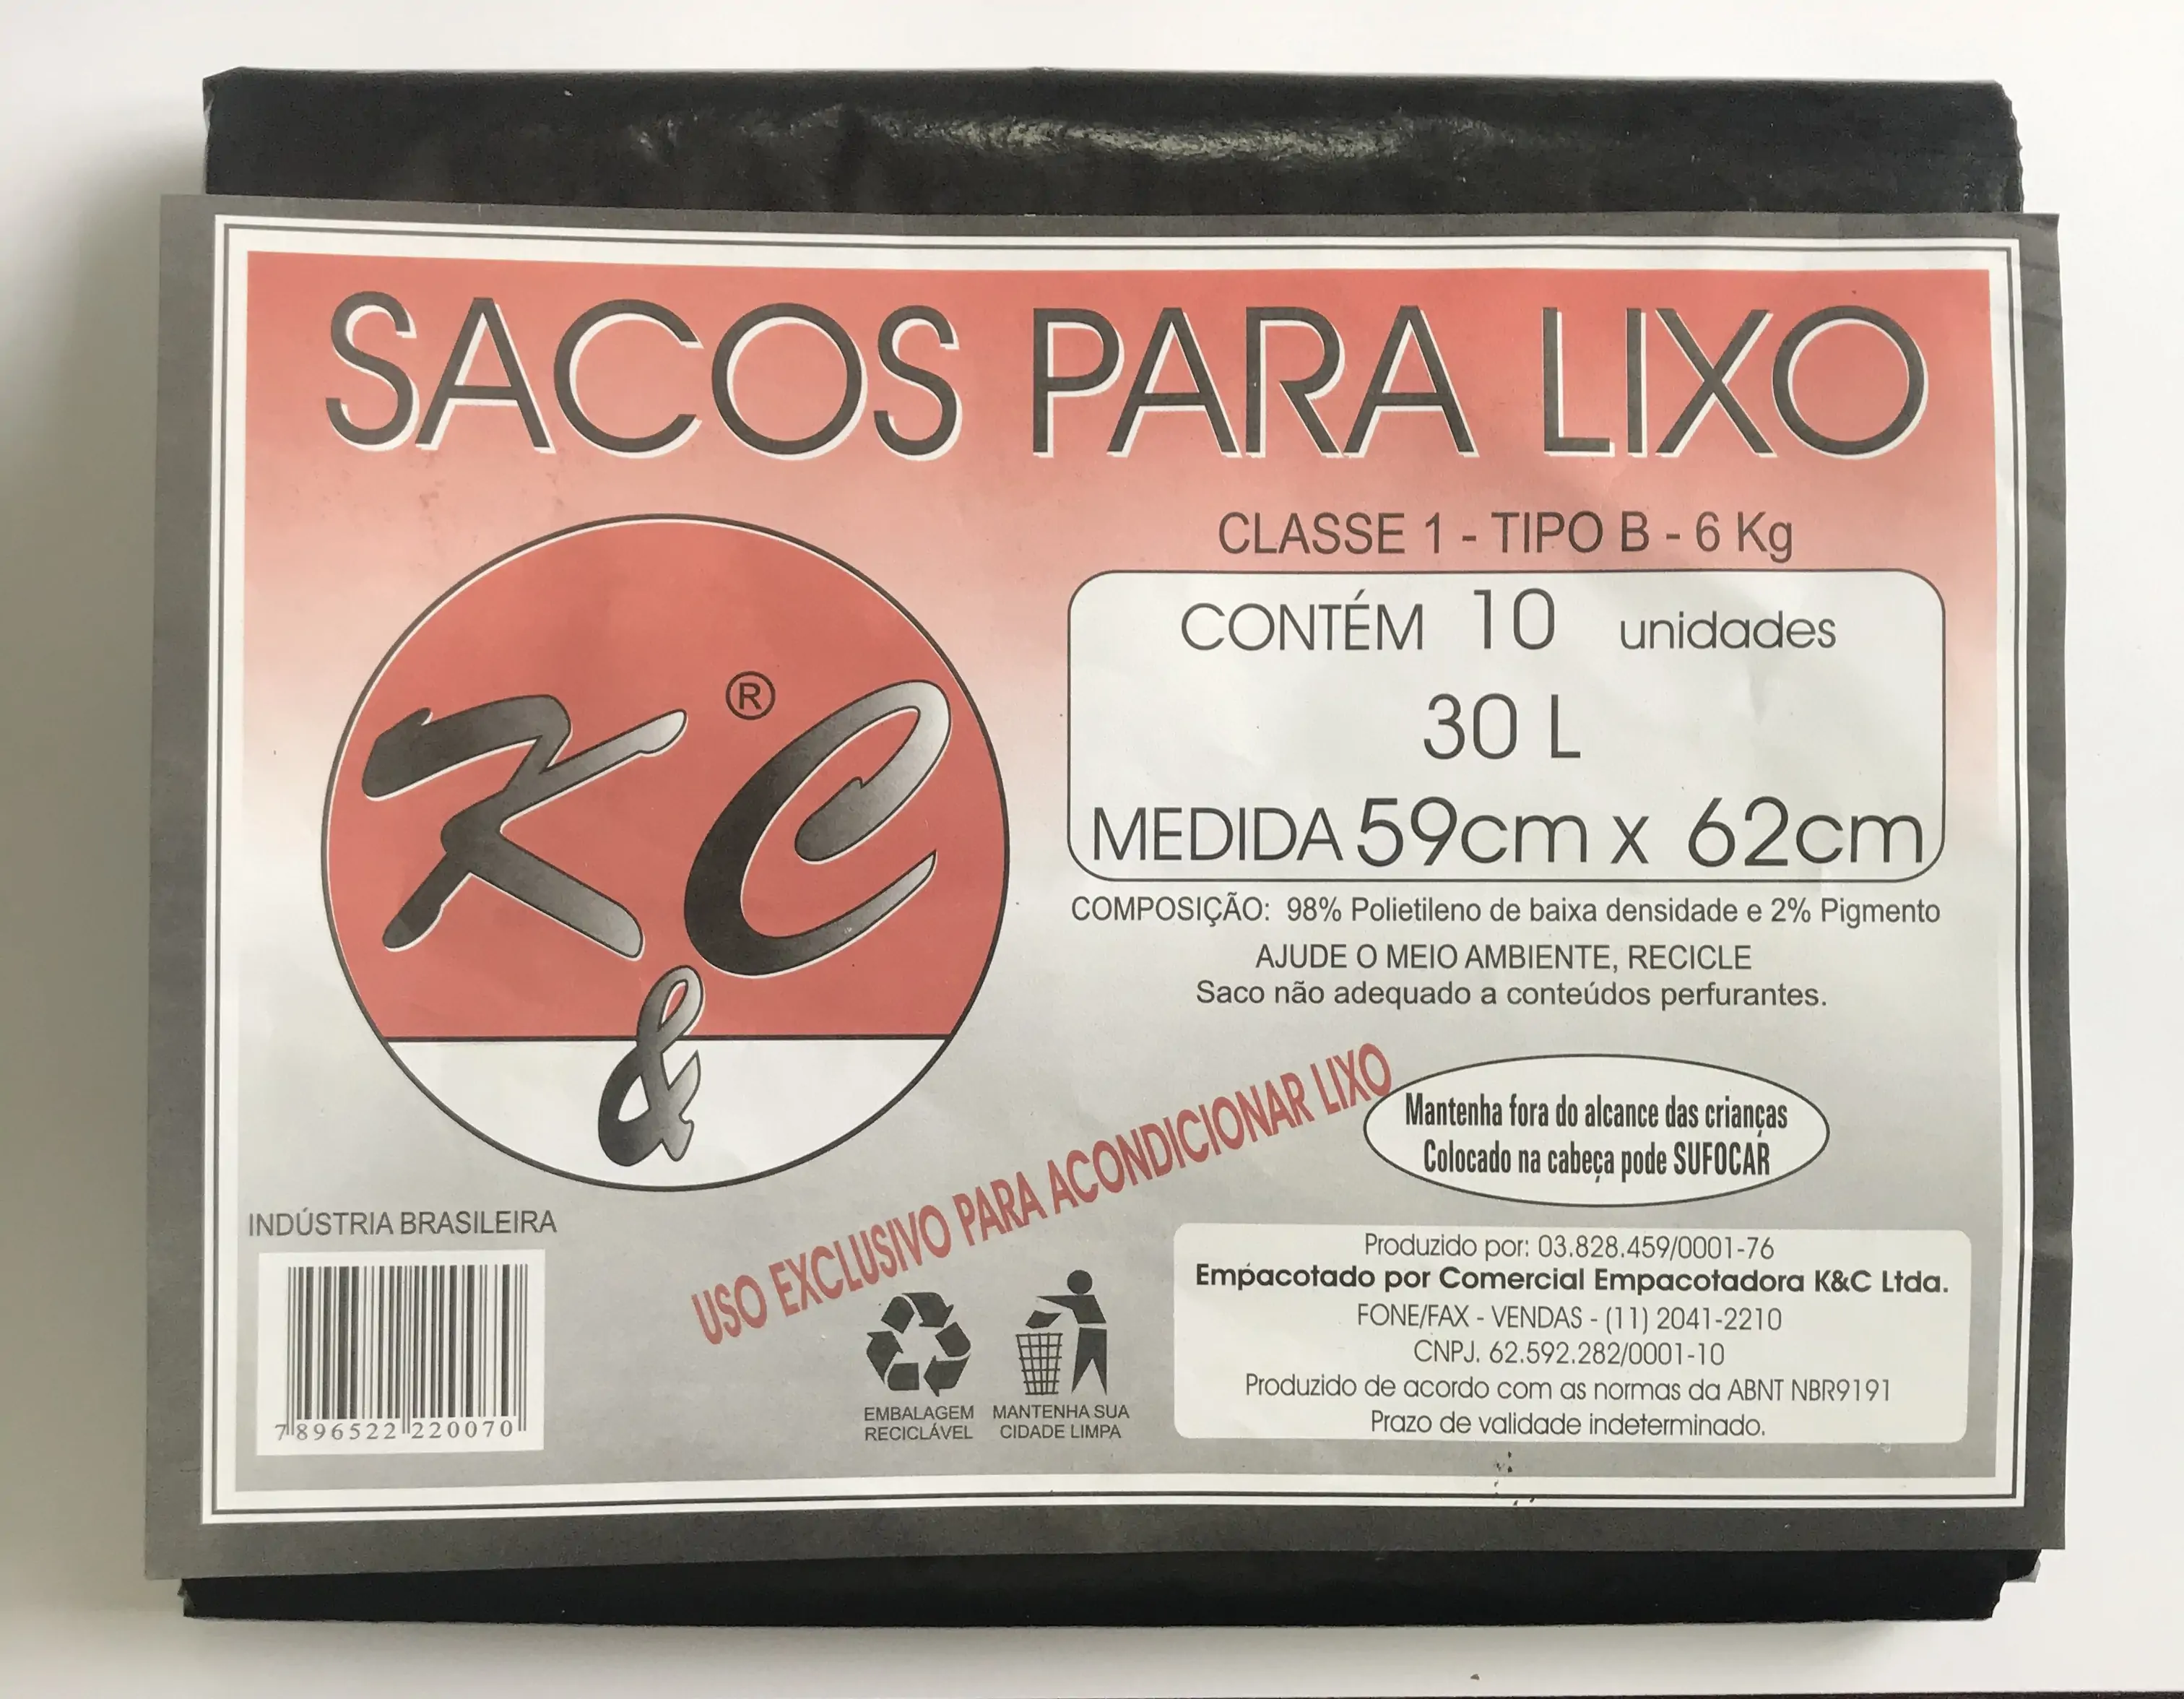 SACOS PARA LIXO
CLASSE 1 - TIPO B - 6 Kg
CONTÉM 10 unidades
30 L
MEDIDA 59cm x 62cm
COMPOSIÇÃO: 98% Polietileno de baixa densidade e 2% Pigmento
AJUDE O MEIO AMBIENTE, RECICLE
Saco não adequado a conteúdos perfurantes.
K ® C
&
USO EXCLUSIVO PARA ACONDICIONAR LIXO
Mantenha fora do alcance das crianças
Colocado na cabeça pode SUFOCAR
INDÚSTRIA BRASILEIRA
7896522220070
EMBALAGEM
RECICLÁVEL
MANTENHA SUA
CIDADE LIMPA
Produzido por: 03.828.459/0001-76
Empacotado por Comercial Empacotadora K&C Ltda.
FONE/FAX - VENDAS - (11) 2041-2210
CNPJ. 62.592.282/0001-10
Produzido de acordo com as normas da ABNT NBR9191
Prazo de validade indeterminado.